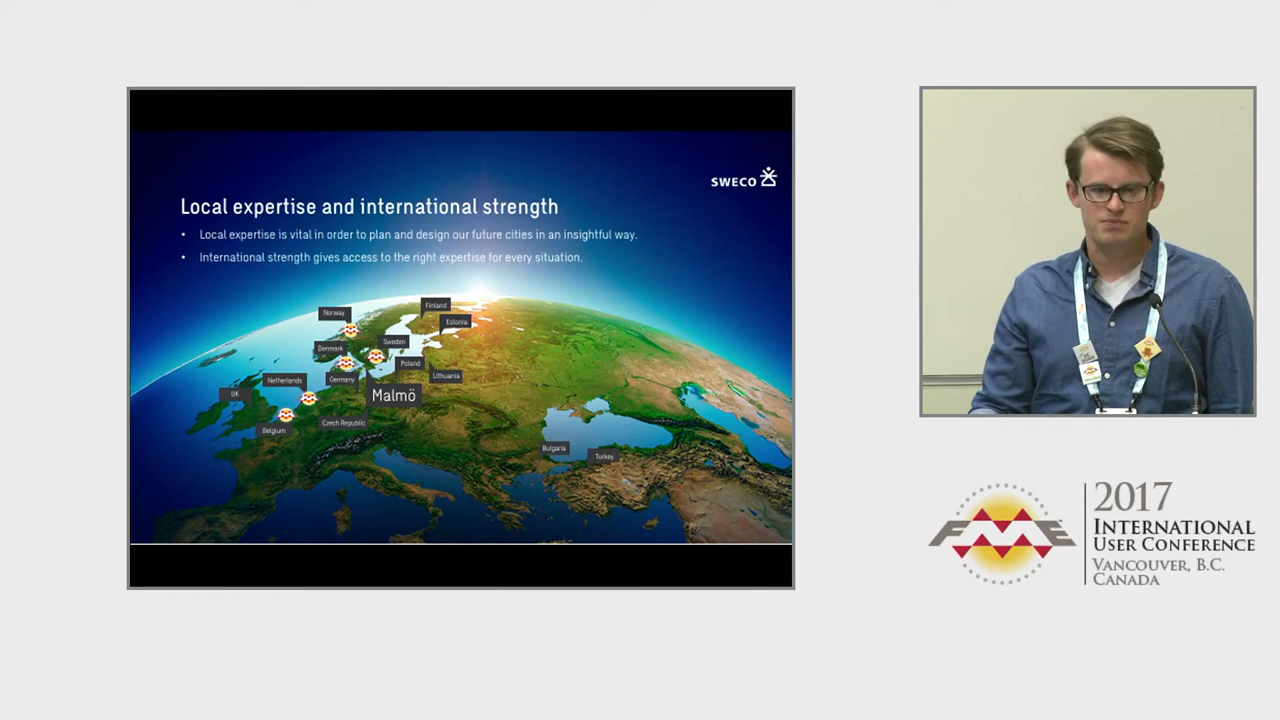 SWECO
Local expertise and international strength
• Local expertise is vital in order to plan and design our future cities in an insightful way.
• International strength gives access to the right expertise for every situation.
Finland
Norway
Estonia
Sweden
Denmark
Poland
Lithuania
Netherlands
Germany
UK
Malmö
Czech Republic
Belgium
Bulgaria
Turkey
FME
2017
INTERNATIONAL
USER CONFERENCE
VANCOUVER, B.C.
CANADA